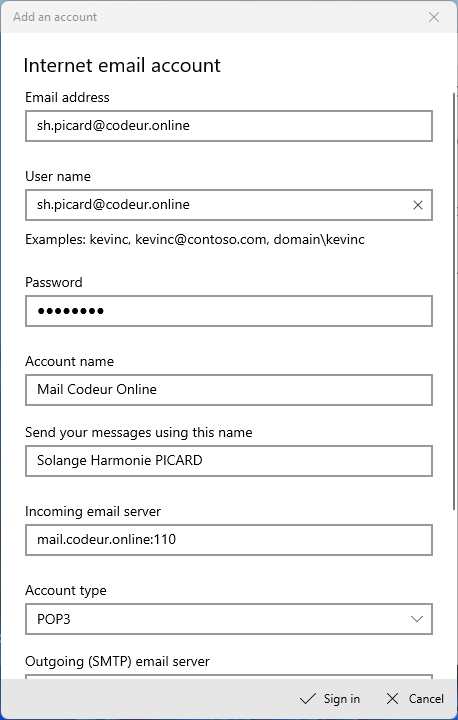 Add an account
Internet email account
Email address
sh.picard@codeur.online
User name
sh.picard@codeur.online
Examples: kevinc, kevinc@contoso.com, domain\kevinc
Password
●●●●●●●●
Account name
Mail Codeur Online
Send your messages using this name
Solange Harmonie PICARD
Incoming email server
mail.codeur.online:110
Account type
POP3
Outgoing (SMTP) email server
Sign in Cancel